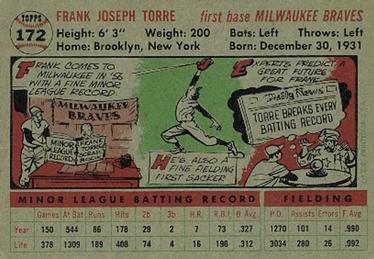 TOPPS
172
FRANK JOSEPH TORRE first base MILWAUKEE BRAVES
Height: 6' 3" Weight: 200 Bats: Left Throws: Left
Home: Brooklyn, New York Born: December 30, 1931
FRANK COMES TO
MILWAUKEE IN '56
WITH A FINE MINOR
LEAGUE RECORD.
MILWAUKEE
BRAVES
MINOR
LEAGUE
RECORD
FRANK
TORRE
HE'S ALSO A
FINE FIELDING
FIRST SACKER
EXPERTS PREDICT A
GREAT FUTURE
FOR FRANK.
Daily News
TORRE BREAKS EVERY
BATTING RECORD
MINOR LEAGUE BATTING RECORD FIELDING
Games At Bat Runs Hits 2b 3b H.R. R.B.I B. Avg P.O. Assists Errors F. Avg.
Year 150 544 86 178 28 2 7 73 .327 1270 101 14 .990
Life 378 1309 189 408 74 4 16 196 .312 3034 280 26 .992